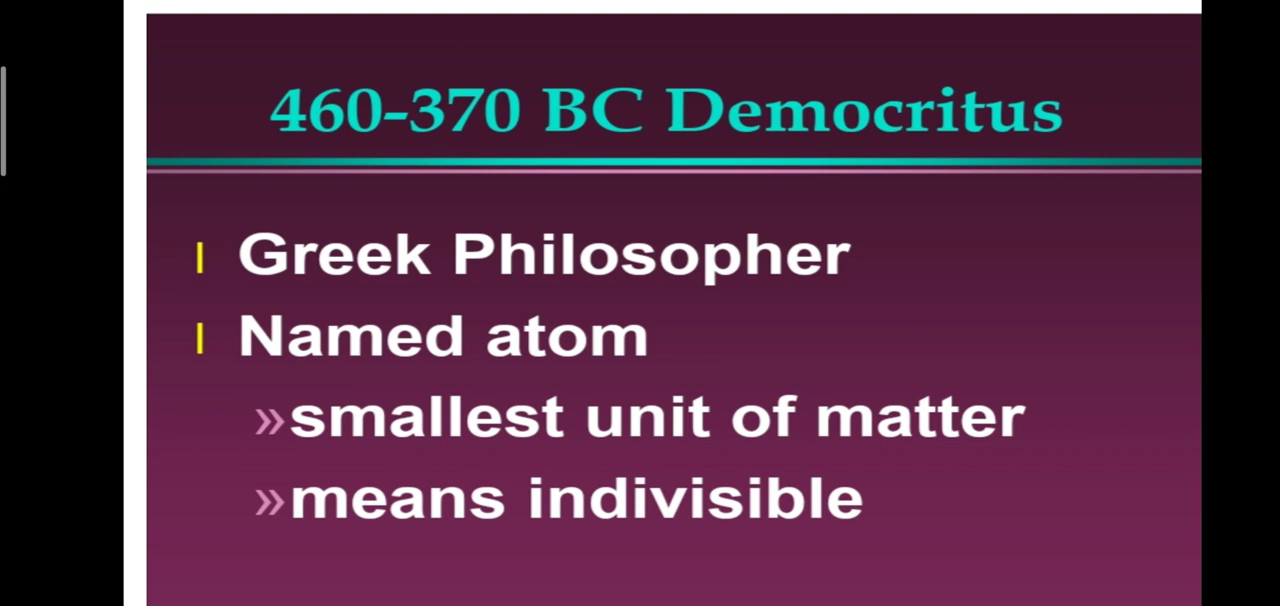 460-370 BC Democritus
l Greek Philosopher
l Named atom
»smallest unit of matter
»means indivisible